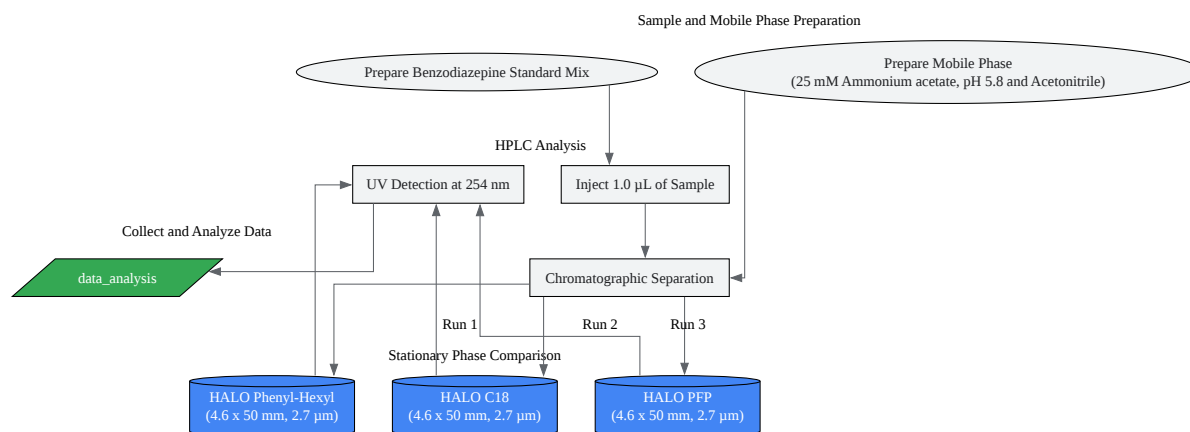 Sample and Mobile Phase Preparation
Prepare Benzodiazepine Standard Mix
Prepare Mobile Phase
(25 mM Ammonium acetate, pH 5.8 and Acetonitrile)
HPLC Analysis
UV Detection at 254 nm
Inject 1.0 µL of Sample
Collect and Analyze Data
data_analysis
Chromatographic Separation
Run 1
Run 2
Run 3
Stationary Phase Comparison
HALO Phenyl-Hexyl
(4.6 x 50 mm, 2.7 µm)
HALO C18
(4.6 x 50 mm, 2.7 µm)
HALO PFP
(4.6 x 50 mm, 2.7 µm)